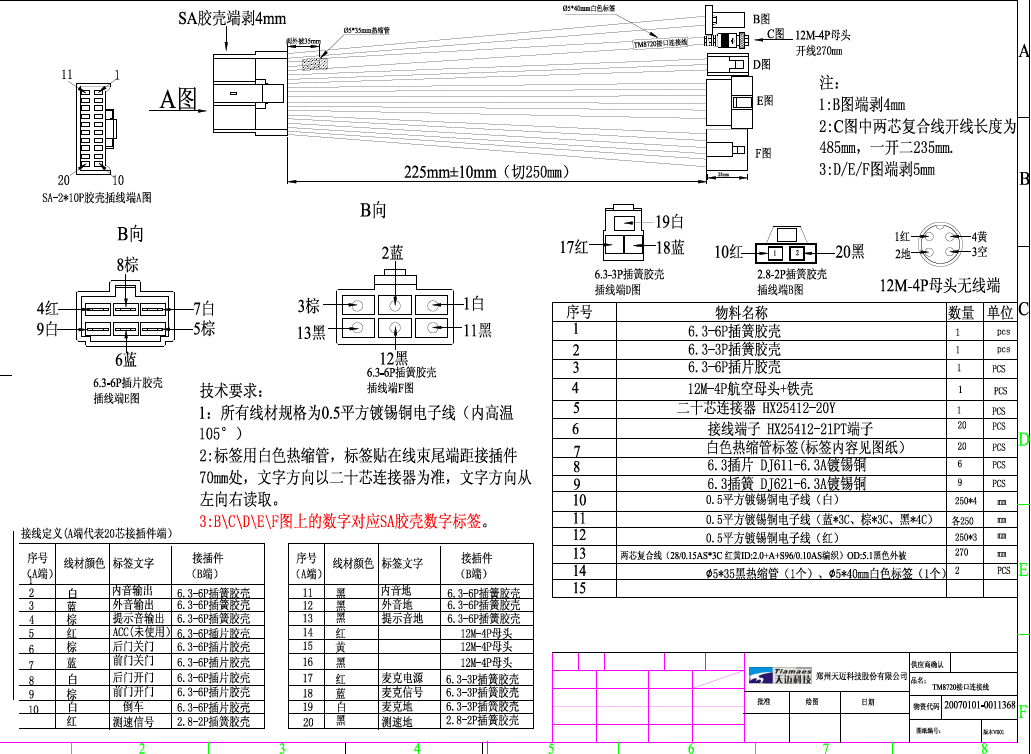 SA胶壳端剥4mm
剥外被35mm
Ø5*35mm热缩管
Ø5*40mm白色标签
TM8720接口连接线
B图
C图
12M-4P母头
开线270mm
D图
E图
F图
A图
11
1
20
10
SA-2*10P胶壳插线端A图
225mm±10mm（切250mm）
25mm
注:
1:B图端剥4mm
2:C图中两芯复合线开线长度为
485mm, 一开二235mm.
3:D/E/F图端剥5mm
B向
8棕
4红
7白
9白
5棕
6蓝
6.3-6P插片胶壳
插线端E图
B向
2蓝
3棕
1白
13黑
11黑
12黑
6.3-6P插簧胶壳
插线端F图
19白
17红
18蓝
6.3-3P插簧胶壳
插线端D图
10红
1
2
20黑
2.8-2P插簧胶壳
插线端B图
1红
4黄
2地
3空
12M-4P母头无线端
技术要求:
1: 所有线材规格为0.5平方镀锡铜电子线（内高温
105°）
2:标签用白色热缩管, 标签贴在线束尾端距接插件
70mm处, 文字方向以二十芯连接器为准, 文字方向从
左向右读取。
3:B\C\D\E\F图上的数字对应SA胶壳数字标签。
序号 物料名称 数量 单位
1 6.3-6P插簧胶壳 1 pcs
2 6.3-3P插簧胶壳 1 pcs
3 6.3-6P插片胶壳 1 PCS
4 12M-4P航空母头+铁壳 1 PCS
5 二十芯连接器 HX25412-20Y 1 PCS
6 接线端子 HX25412-21PT端子 20 PCS
7 白色热缩管标签(标签内容见图纸) 20 PCS
8 6.3插片 DJ611-6.3A镀锡铜 6 PCS
9 6.3插簧 DJ621-6.3A镀锡铜 9 PCS
10 0.5平方镀锡铜电子线（白） 250*4 mm
11 0.5平方镀锡铜电子线（蓝*3C、棕*3C、黑*4C） 各250 mm
12 0.5平方镀锡铜电子线（红） 250*3 mm
13 两芯复合线（28/0.15AS*3C 红黄ID:2.0+A+S96/0.10AS编织）OD:5.1黑色外被 270 mm
14 Ø5*35黑热缩管（1个）、Ø5*40mm白色标签（1个） 2 PCS
15
接线定义(A端代表20芯接插件端)
序号（A端） 线材颜色 标签文字 接插件（B端）
1
2 白 内音输出 6.3-6P插簧胶壳
3 蓝 外音输出 6.3-6P插簧胶壳
4 棕 提示音输出 6.3-6P插簧胶壳
5 红 ACC(未使用) 6.3-6P插片胶壳
6 棕 后门关门 6.3-6P插片胶壳
7 蓝 前门关门 6.3-6P插片胶壳
8 白 后门开门 6.3-6P插片胶壳
9 棕 前门开门 6.3-6P插片胶壳
10 白 倒车 6.3-6P插片胶壳
红 测速信号 2.8-2P插簧胶壳
序号（A端） 线材颜色 标签文字 接插件（B端）
11 黑 内音地 6.3-6P插簧胶壳
12 黑 外音地 6.3-6P插簧胶壳
13 黑 提示音地 6.3-6P插簧胶壳
14 红 12M-4P母头
15 黄 12M-4P母头
16 黑 12M-4P母头
17 红 麦克电源 6.3-3P插簧胶壳
18 蓝 麦克信号 6.3-3P插簧胶壳
19 白 麦克地 6.3-3P插簧胶壳
20 黑 测速地 2.8-2P插簧胶壳
Tiamaes
天迈科技
郑州天迈科技股份有限公司
供应商确认
品名:
TM8720接口连接线
批准
绘图
日期
物资代码
20070101-0011368
图纸编号:
版本V001
A
B
C
D
E
F
2
3
4
5
6
7
8